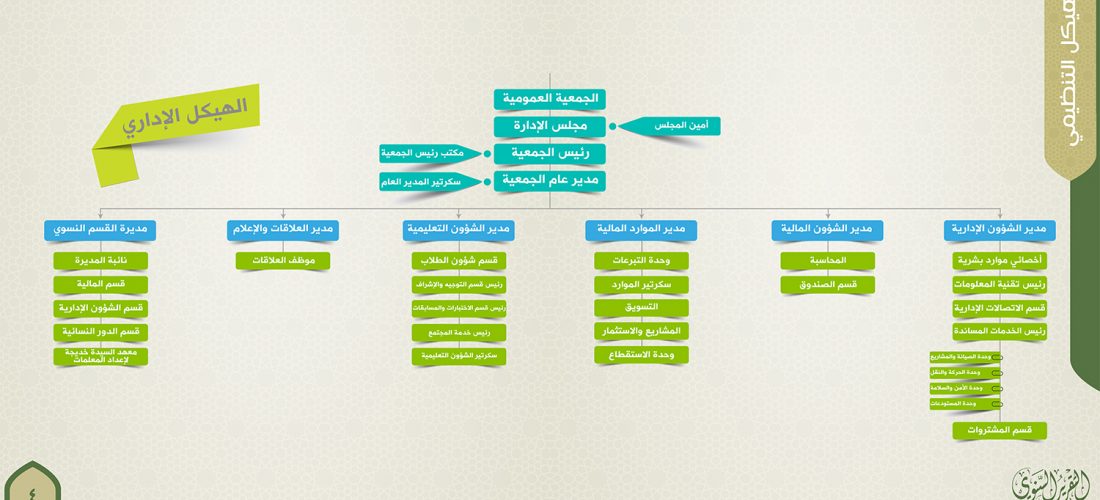 هيكل التنظيمي
الهيكل الإداري
الجمعية العمومية
مجلس الإدارة
أمين المجلس
رئيس الجمعية
مكتب رئيس الجمعية
مدير عام الجمعية
سكرتير المدير العام
مدير الشؤون الإدارية
أخصائي موارد بشرية
رئيس تقنية المعلومات
قسم الاتصالات الإدارية
رئيس الخدمات المساندة
وحدة الصيانة والمشاريع
وحدة الحركة والنقل
وحدة الأمن والسلامة
وحدة المستودعات
قسم المشتروات
مدير الشؤون المالية
المحاسبة
قسم الصندوق
مدير الموارد المالية
وحدة التبرعات
سكرتير الموارد
التسويق
المشاريع والاستثمار
وحدة الاستقطاع
مدير الشؤون التعليمية
قسم شؤون الطلاب
رئيس قسم التوجيه والإشراف
رئيس قسم الاختبارات والمسابقات
رئيس خدمة المجتمع
سكرتير الشؤون التعليمية
مدير العلاقات والإعلام
موظف العلاقات
مديرة القسم النسوي
نائبة المديرة
قسم المالية
قسم الشؤون الإدارية
قسم الدور النسائية
معهد السيدة خديجة
لإعداد المعلمات
التقرير السنوي
٤